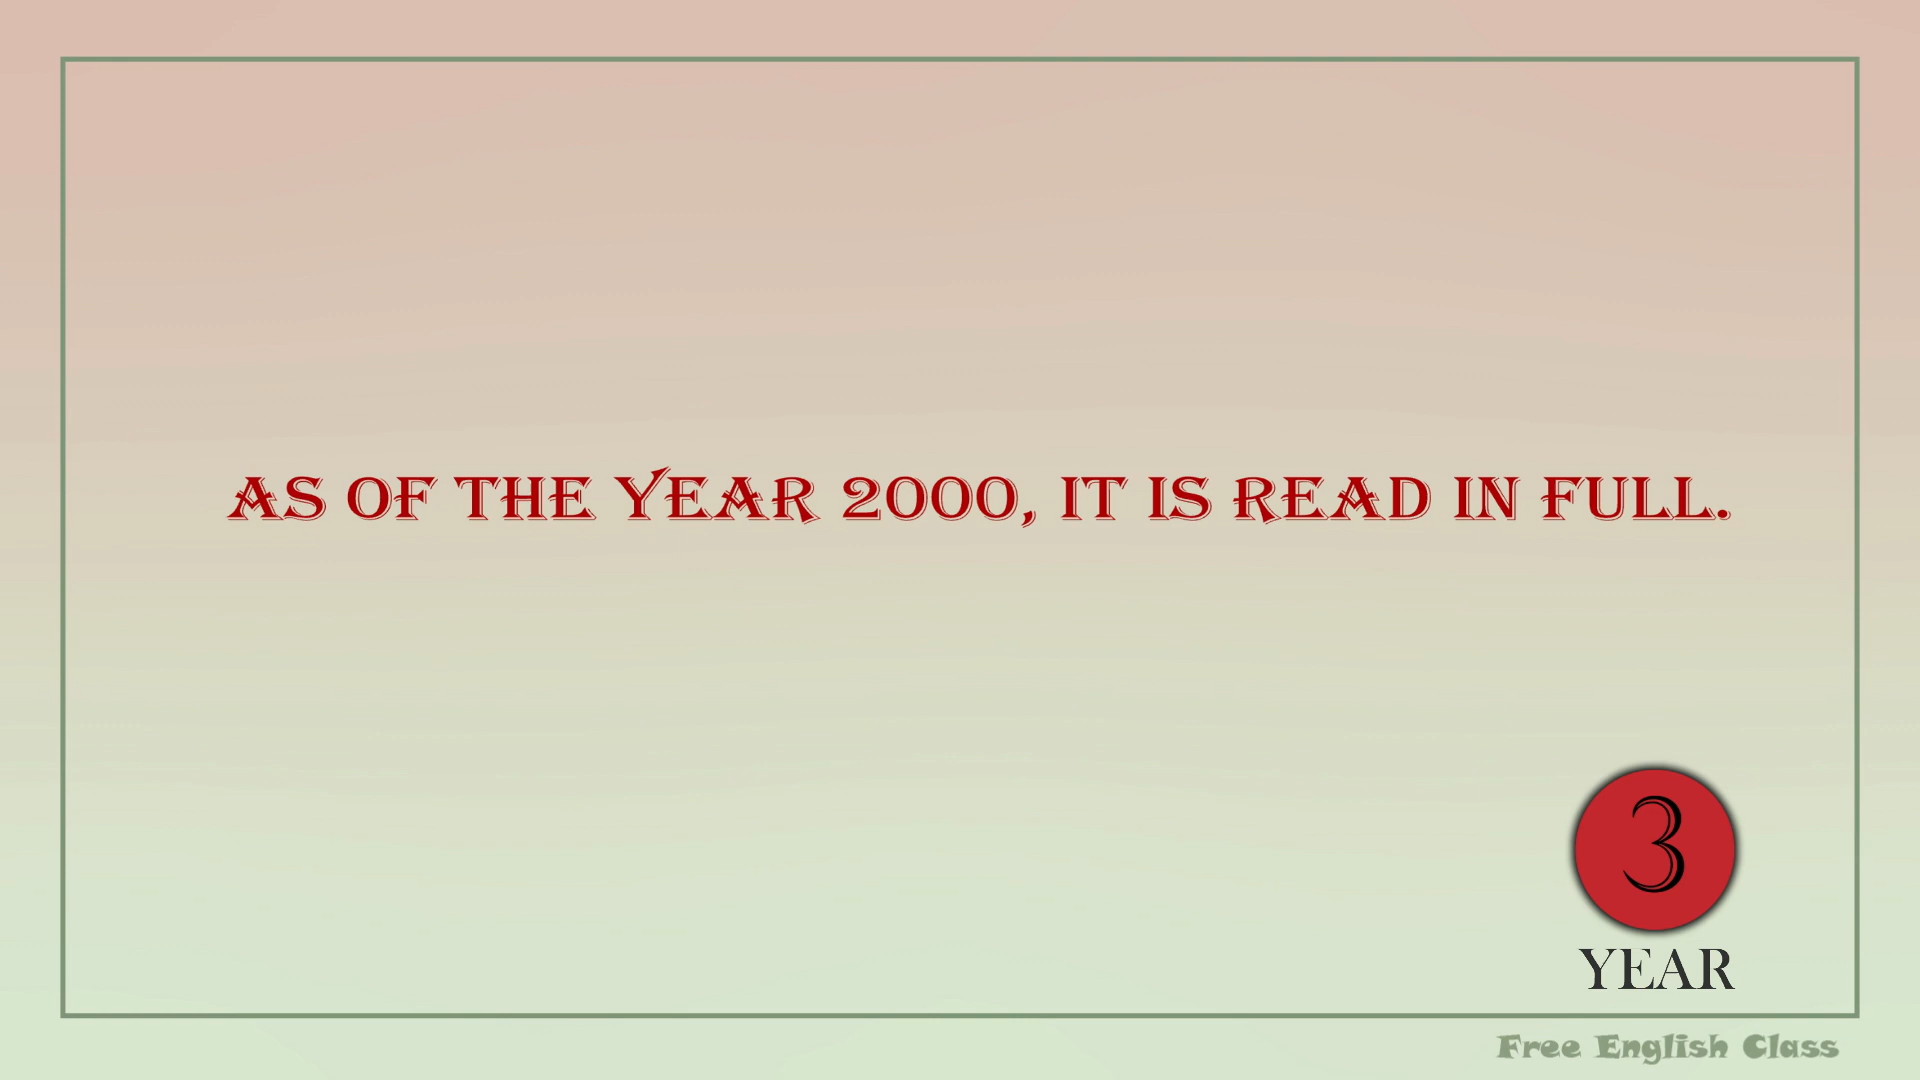 AS OF THE YEAR 2000, IT IS READ IN FULL.
3
YEAR
Free English Class